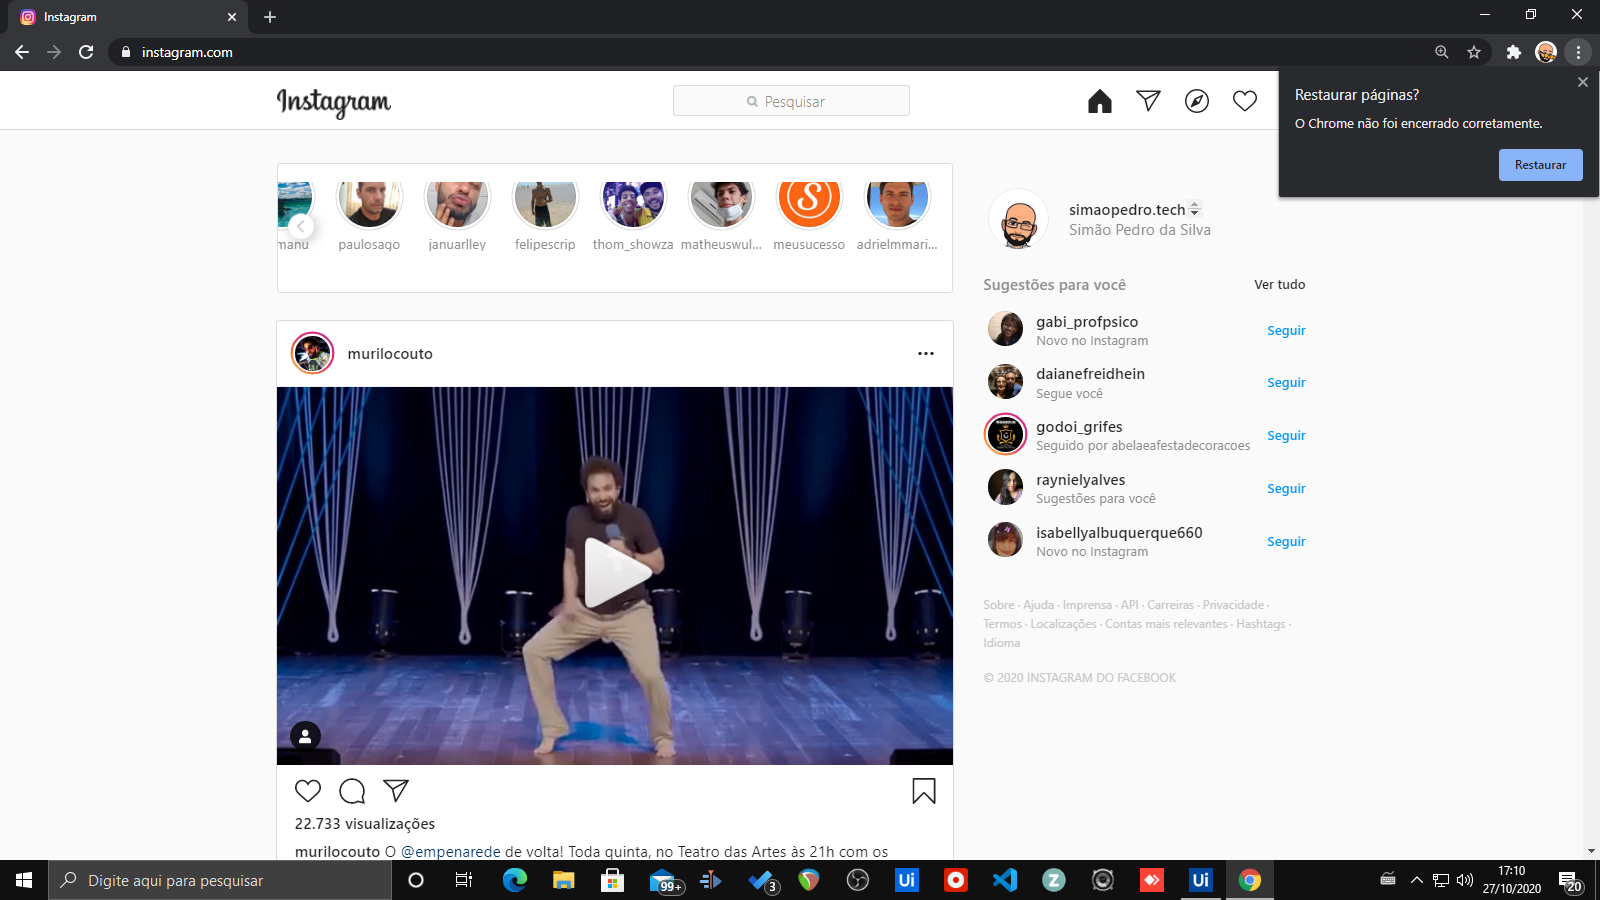 Instagram
instagram.com
Instagram
Pesquisar
Restaurar páginas?
O Chrome não foi encerrado corretamente.
Restaurar
manu
paulosago
januarlley
felipescrip
thom_showza
matheuswul...
meusucesso
adrielmmari...
simaopedro.tech
Simão Pedro da Silva
Sugestões para você
Ver tudo
gabi_profpsico
Novo no Instagram
Seguir
daianefreidhein
Segue você
Seguir
godoi_grifes
Seguido por abelaeafestadecoracoes
Seguir
raynielyalves
Sugestões para você
Seguir
isabellyalbuquerque660
Novo no Instagram
Seguir
Sobre · Ajuda · Imprensa · API · Carreiras · Privacidade ·
Termos · Localizações · Contas mais relevantes · Hashtags ·
Idioma
© 2020 INSTAGRAM DO FACEBOOK
murilocouto
22.733 visualizações
murilocouto O @empenarede de volta! Toda quinta, no Teatro das Artes às 21h com os
Digite aqui para pesquisar
99+
3
Ui
Z
Ui
17:10
27/10/2020
20